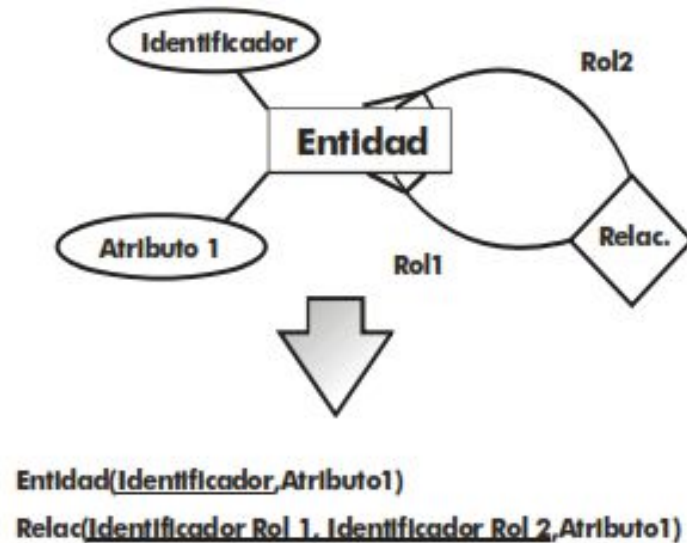 Identificador
Rol2
Entidad
Relac.
Atributo 1
Rol1
Entidad(Identificador,Atributo1)
Relac(Identificador Rol 1, Identificador Rol 2,Atributo1)